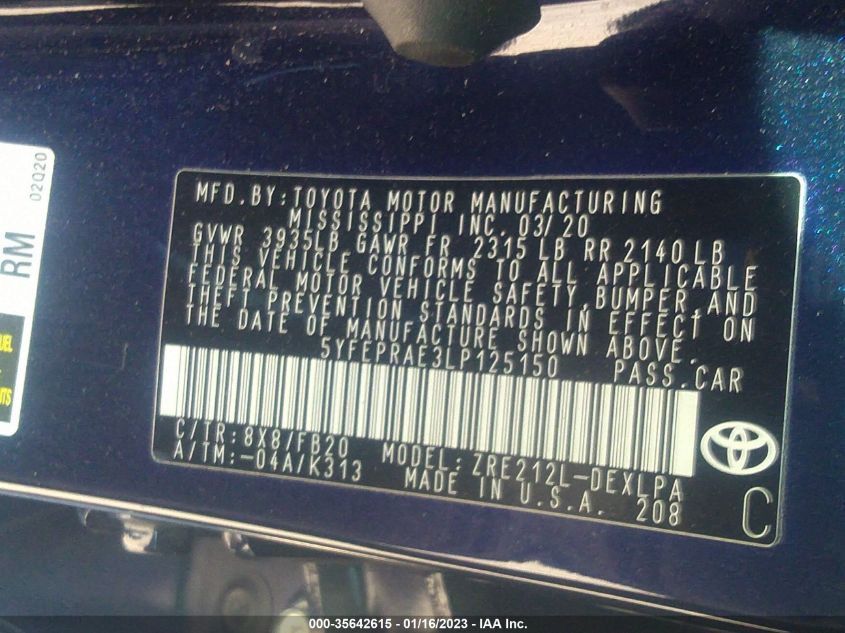 02Q20
RM
UEL
UTS
MFD.BY:TOYOTA MOTOR MANUFACTURING
MISSISSIPPI INC. 03/20
GVWR 3935LB GAWR FR 2315 LB RR 2140 LB
THIS VEHICLE CONFORMS TO ALL APPLICABLE
FEDERAL MOTOR VEHICLE SAFETY,BUMPER,AND
THEFT PREVENTION STANDARDS IN EFFECT ON
THE DATE OF MANUFACTURE SHOWN ABOVE.
5YFEPRAE3LP125150 PASS.CAR
C/TR:8X8/FB20 MODEL:ZRE212L-DEXLPA
A/TM:-04A/K313 MADE IN U.S.A. 208
C
000-35642615 - 01/16/2023 - IAA Inc.